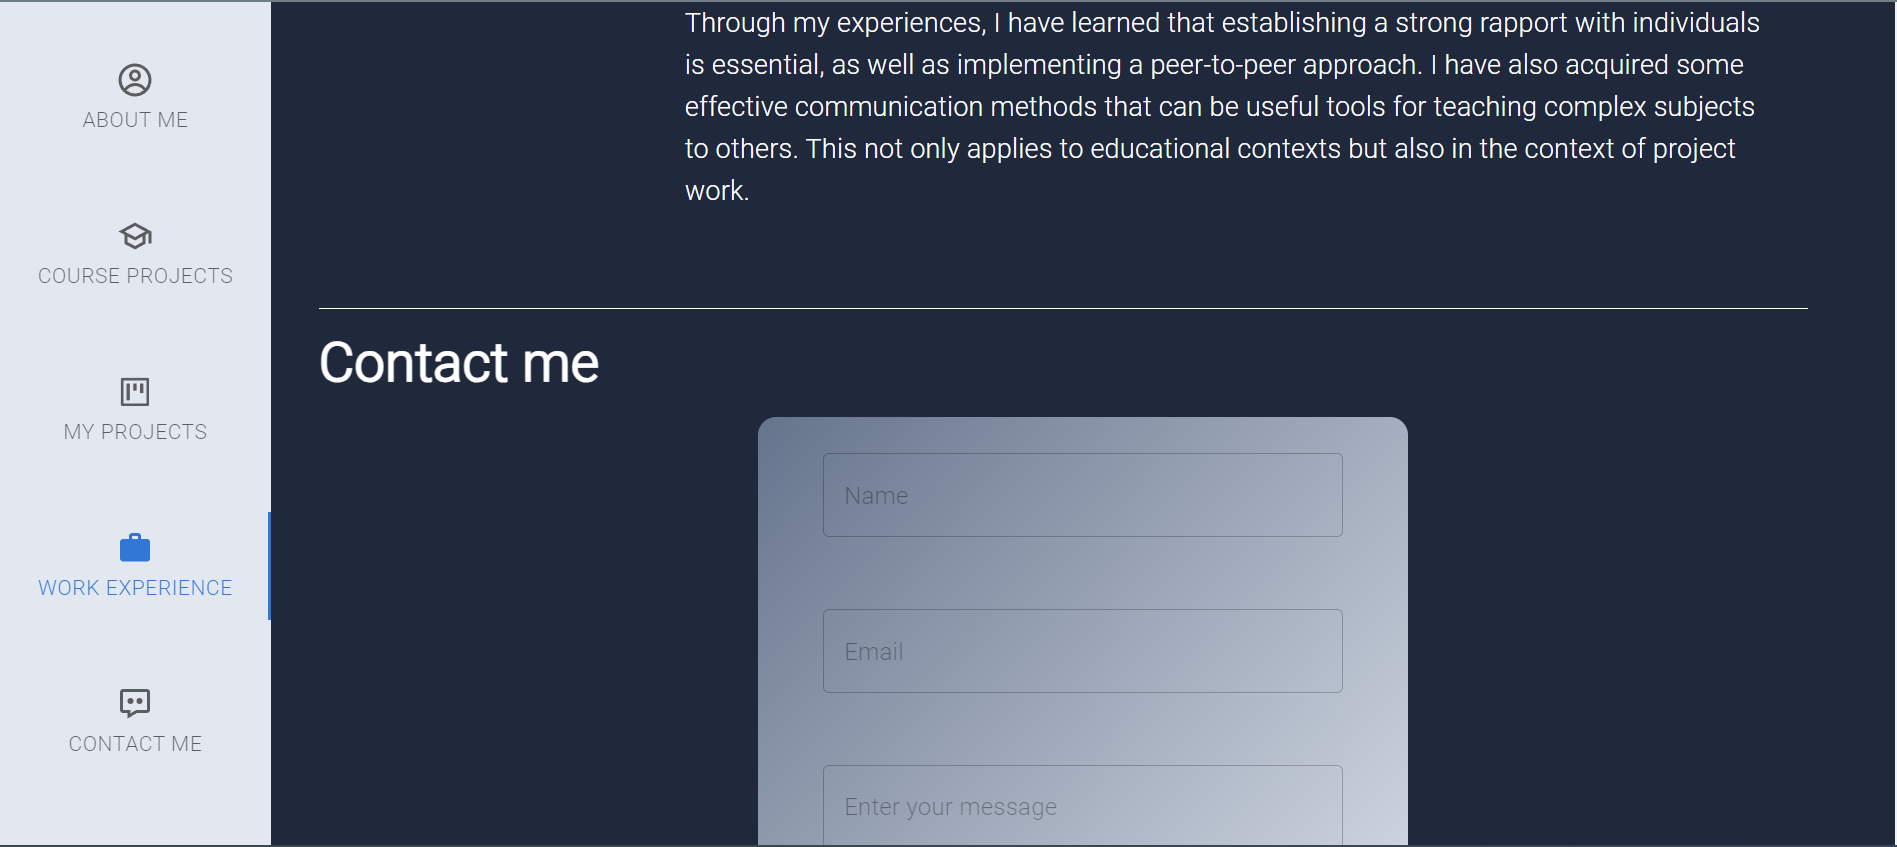 ABOUT ME
COURSE PROJECTS
MY PROJECTS
WORK EXPERIENCE
CONTACT ME
Through my experiences, I have learned that establishing a strong rapport with individuals
is essential, as well as implementing a peer-to-peer approach. I have also acquired some
effective communication methods that can be useful tools for teaching complex subjects
to others. This not only applies to educational contexts but also in the context of project
work.
Contact me
Name
Email
Enter your message